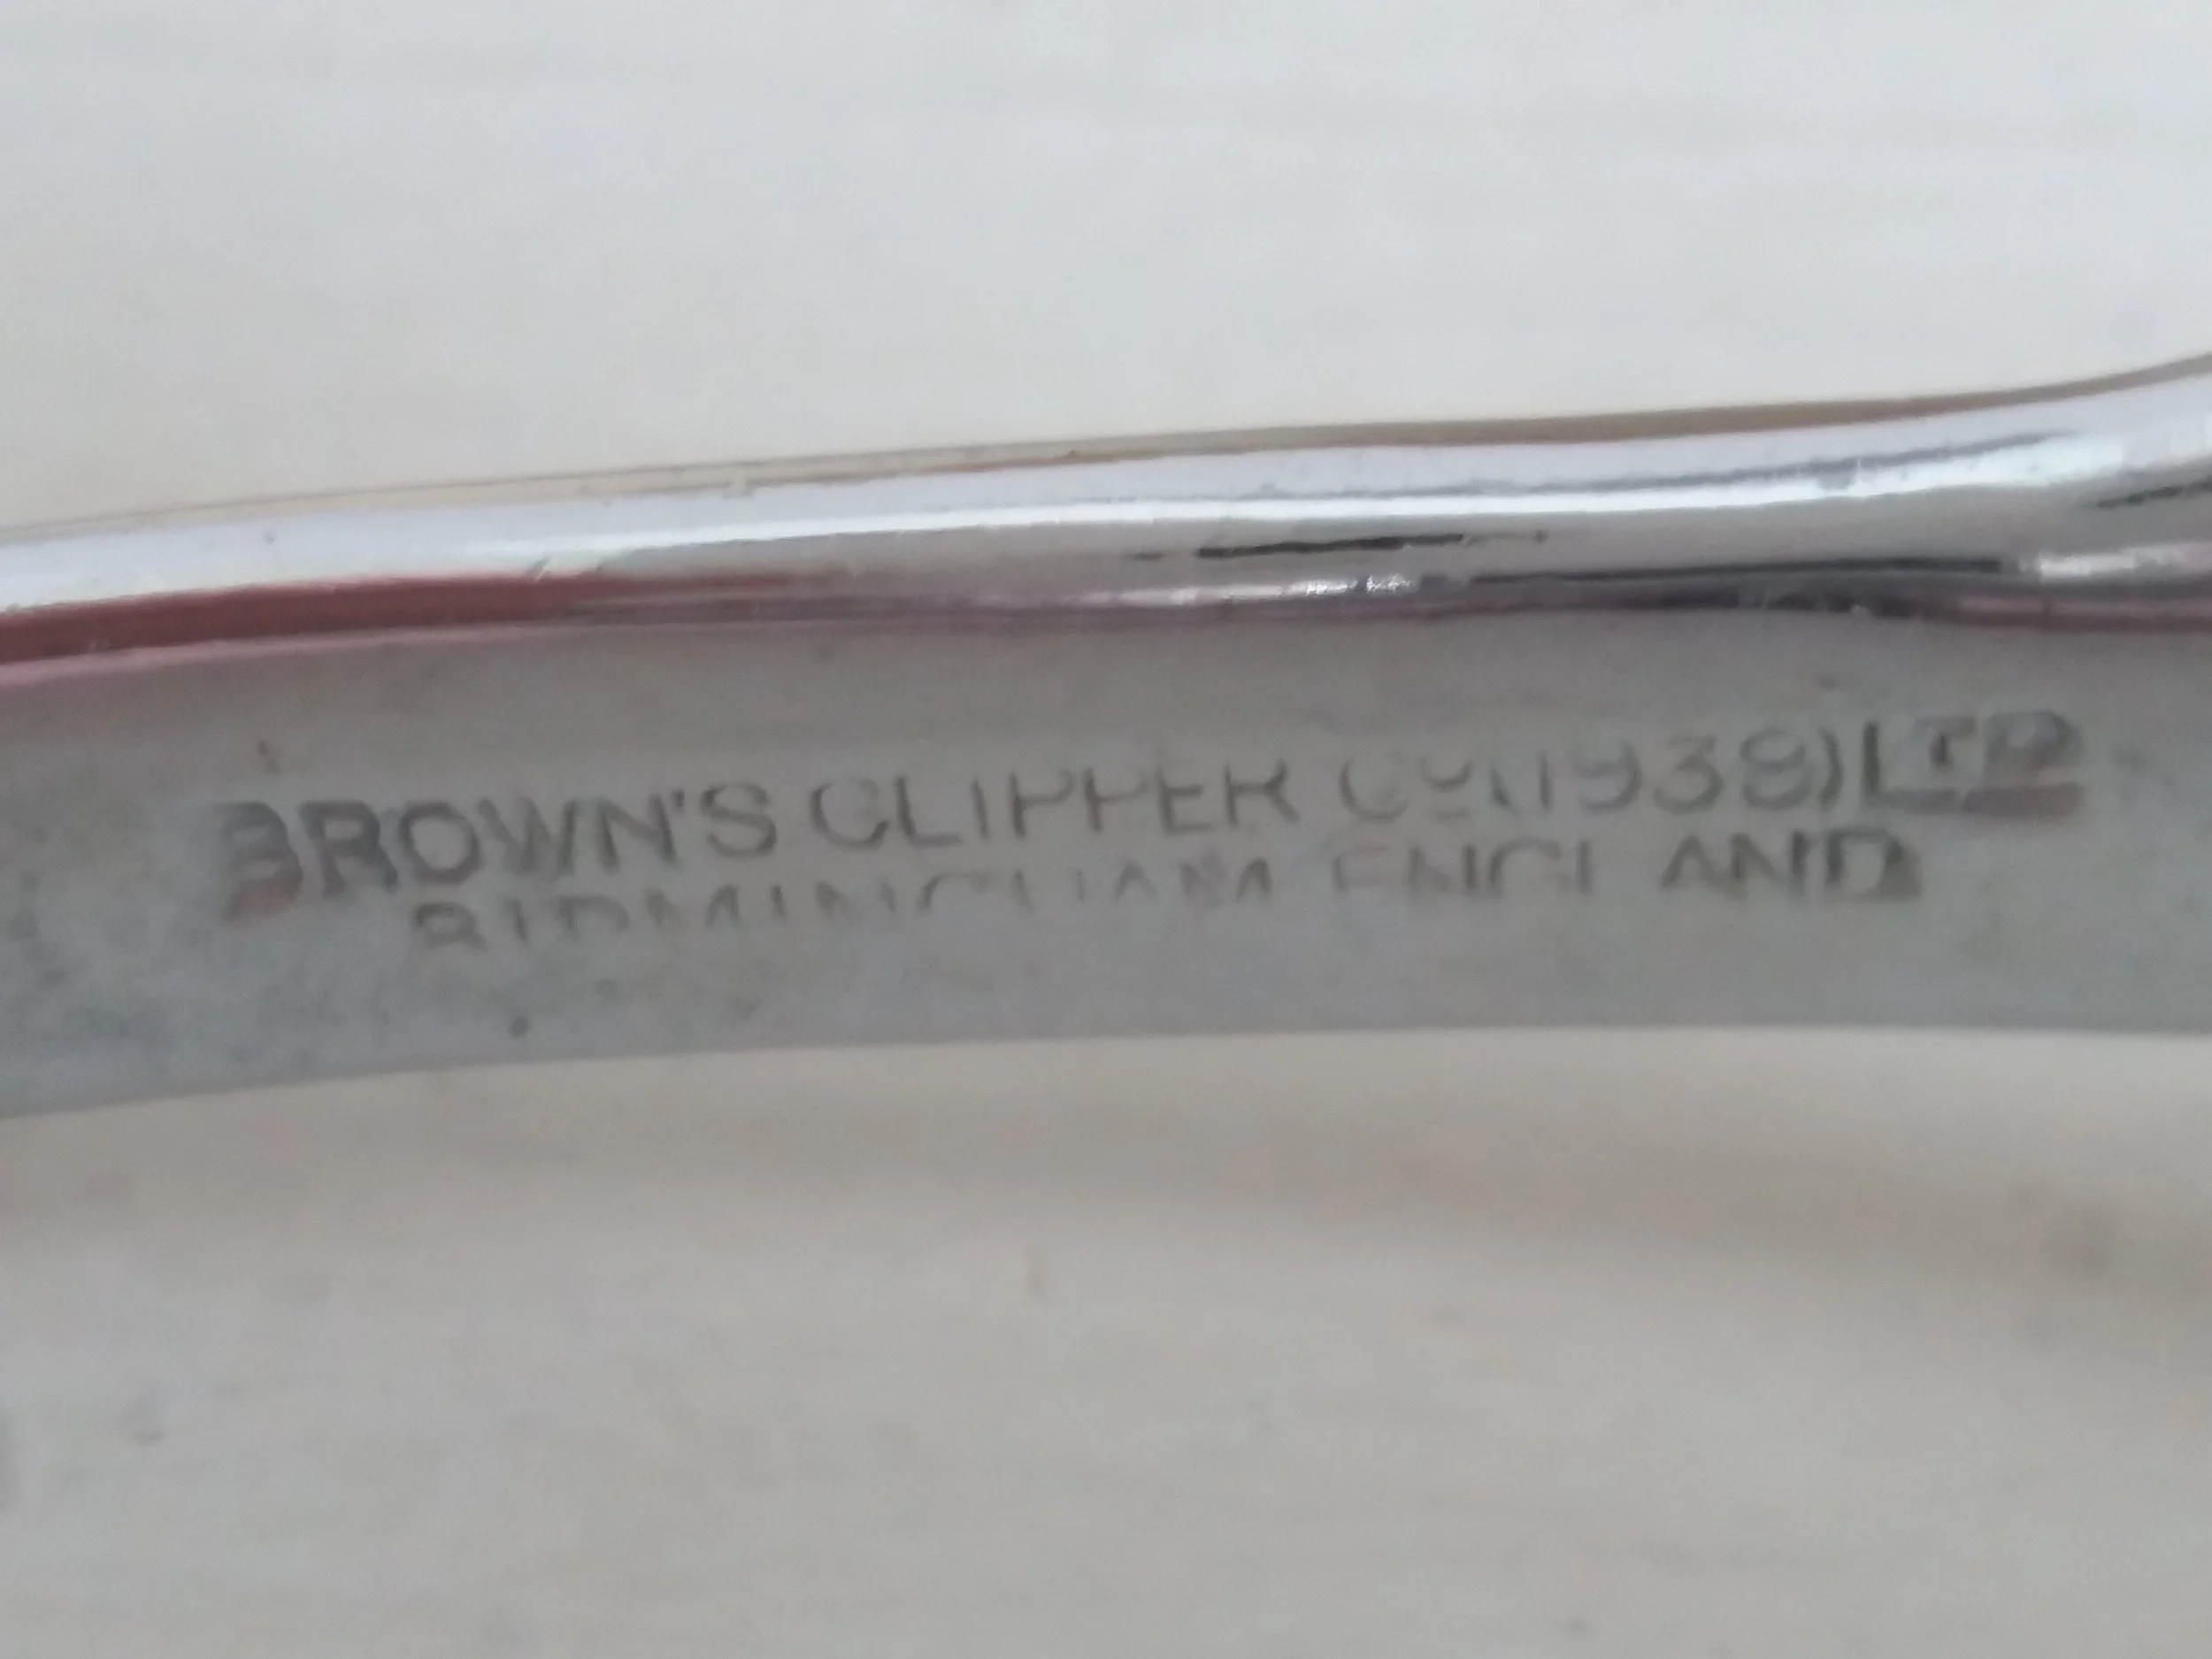 BROWN'S CLIPPER Co (1938) LTD
BIRMINGHAM ENGLAND